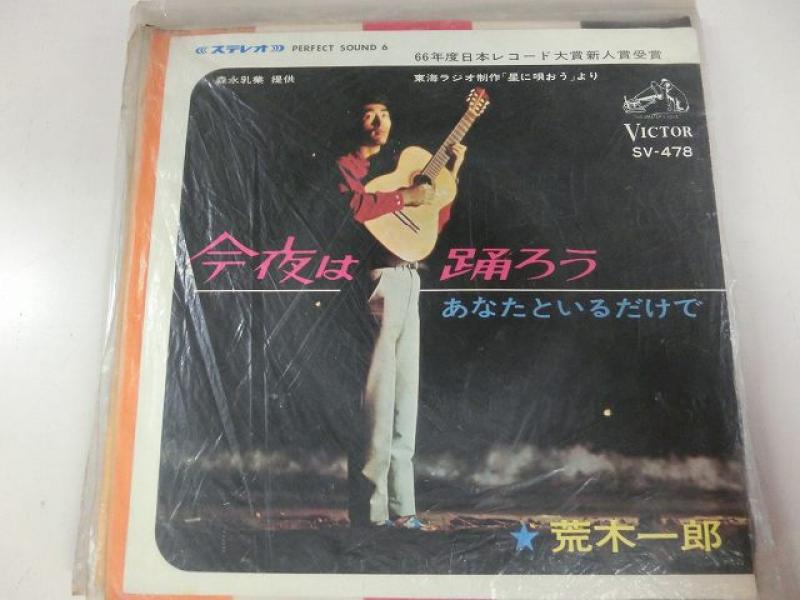 ステレオ PERFECT SOUND 6
66年度日本レコード大賞新人賞受賞
森永乳業 提供
東海ラジオ制作「星に唄おう」より
VICTOR
SV-478
今夜は 踊ろう
あなたといるだけで
★荒木一郎